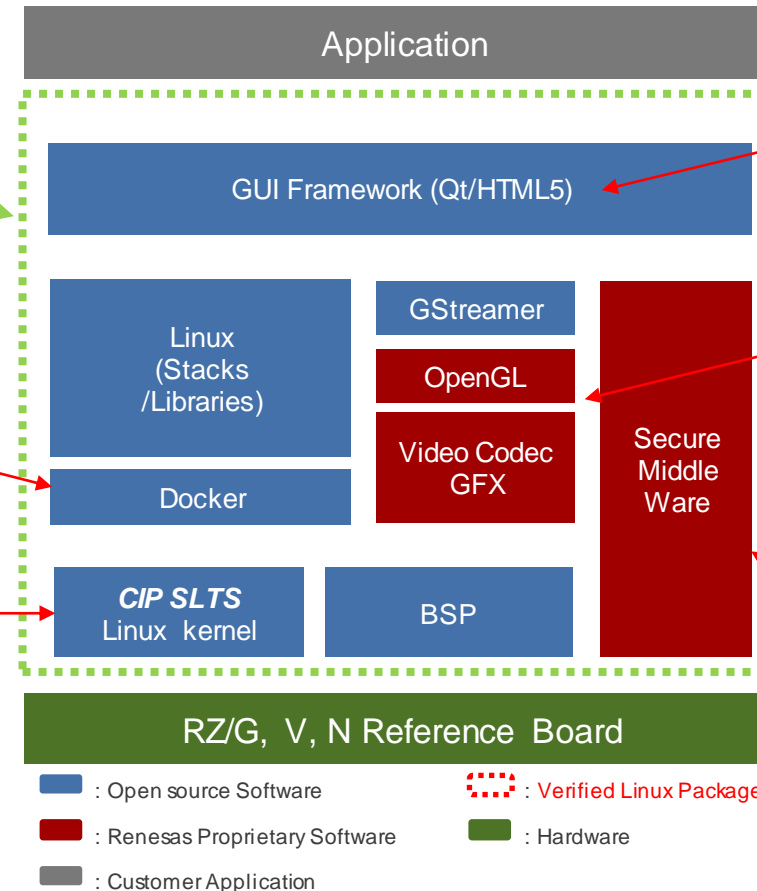 Application
GUI Framework (Qt/HTML5)
Linux
(Stacks
/Libraries)
GStreamer
OpenGL
Video Codec
GFX
Secure
Middle
Ware
Docker
CIP SLTS
Linux kernel
BSP
RZ/G, V, N Reference Board
: Open source Software
: Verified Linux Package
: Renesas Proprietary Software
: Hardware
: Customer Application